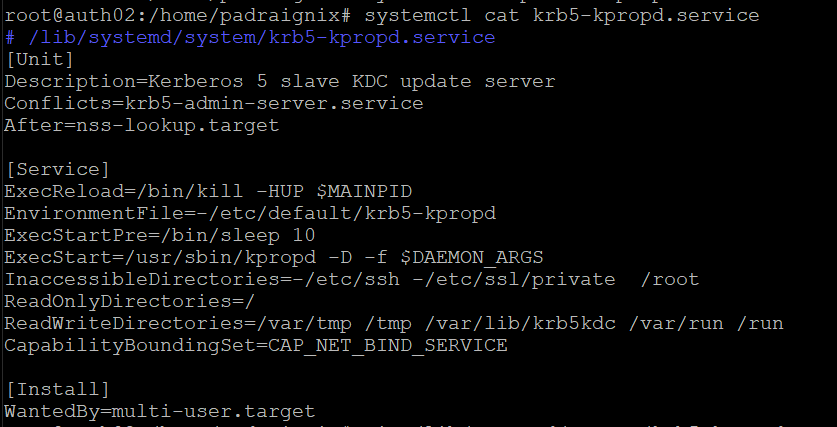 root@auth02:/home/padraignix# systemctl cat krb5-kpropd.service
# /lib/systemd/system/krb5-kpropd.service
[Unit]
Description=Kerberos 5 slave KDC update server
Conflicts=krb5-admin-server.service
After=nss-lookup.target

[Service]
ExecReload=/bin/kill -HUP $MAINPID
EnvironmentFile=-/etc/default/krb5-kpropd
ExecStartPre=/bin/sleep 10
ExecStart=/usr/sbin/kpropd -D -f $DAEMON_ARGS
InaccessibleDirectories=-/etc/ssh -/etc/ssl/private  /root
ReadOnlyDirectories=/
ReadWriteDirectories=/var/tmp /tmp /var/lib/krb5kdc /var/run /run
CapabilityBoundingSet=CAP_NET_BIND_SERVICE

[Install]
WantedBy=multi-user.target